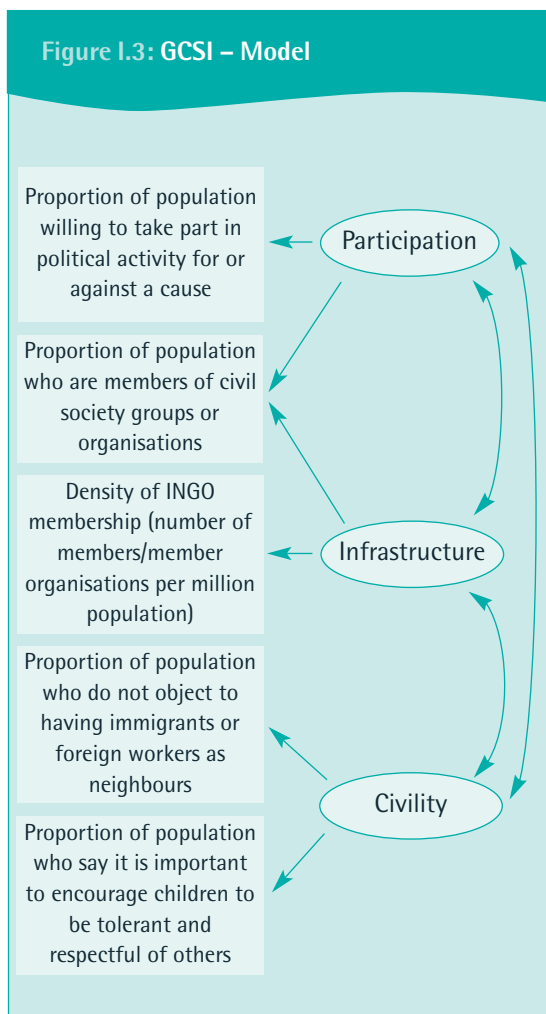 Figure I.3: GCSI – Model
Proportion of population
willing to take part in
political activity for or
against a cause
Participation
Proportion of population
who are members of civil
society groups or
organisations
Density of INGO
membership (number of
members/member
organisations per million
population)
Infrastructure
Proportion of population
who do not object to
having immigrants or
foreign workers as
neighbours
Civility
Proportion of population
who say it is important
to encourage children to
be tolerant and
respectful of others